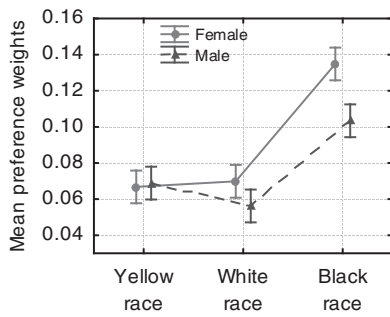 Mean preference weights
0.16
0.14
0.12
0.10
0.08
0.06
0.04
Female
Male
Yellow race
White race
Black race